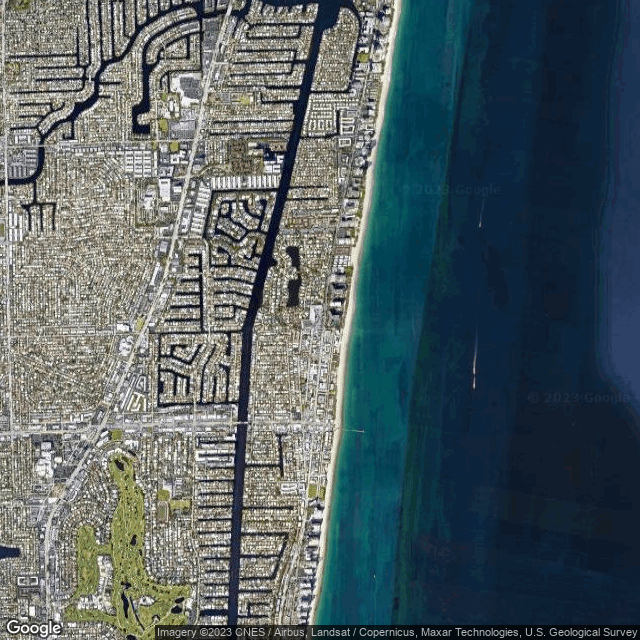 © 2023 Google
© 2023 Google
Google
Imagery ©2023 CNES / Airbus, Landsat / Copernicus, Maxar Technologies, U.S. Geological Survey